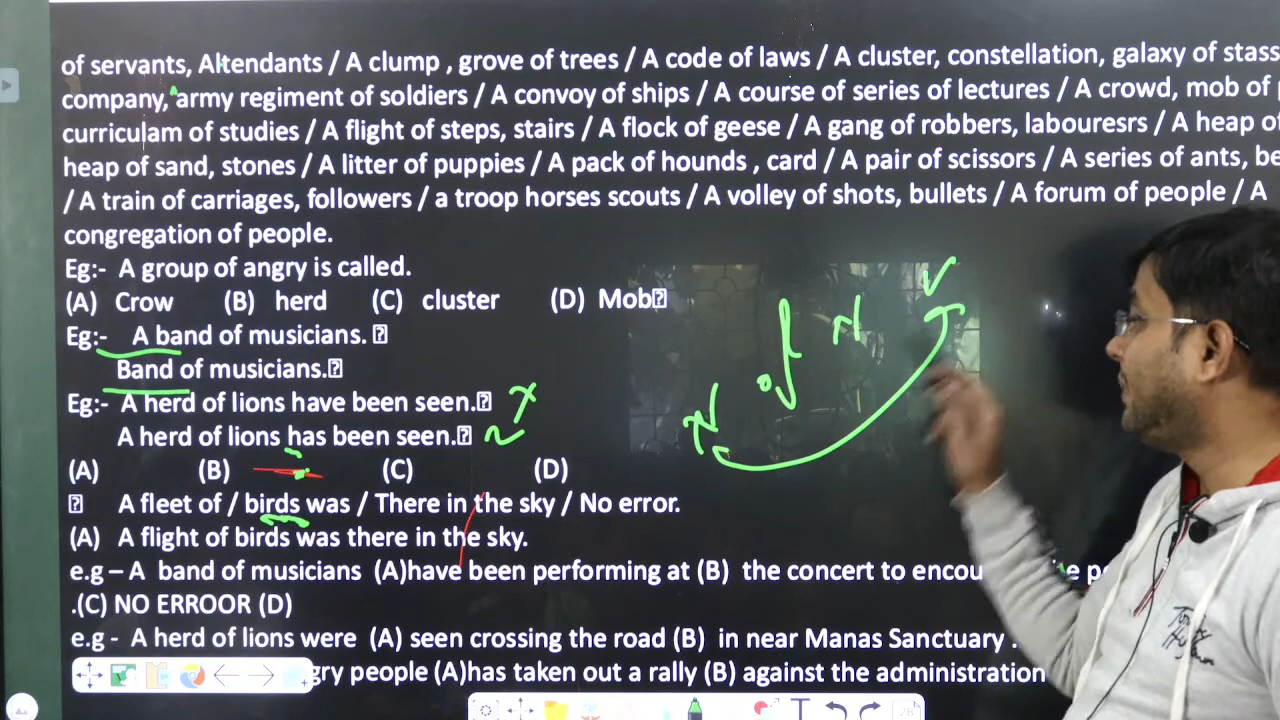 of servants, Altendants / A clump , grove of trees / A code of laws / A cluster, constellation, galaxy of stass
company, army regiment of soldiers / A convoy of ships / A course of series of lectures / A crowd, mob of
curriculam of studies / A flight of steps, stairs / A flock of geese / A gang of robbers, labouresrs / A heap of
heap of sand, stones / A litter of puppies / A pack of hounds , card / A pair of scissors / A series of ants, be
/ A train of carriages, followers / a troop horses scouts / A volley of shots, bullets / A forum of people / A
congregation of people.
Eg:- A group of angry is called.
(A) Crow (B) herd (C) cluster (D) Mob
Eg:- A band of musicians.
Band of musicians.
Eg:- A herd of lions have been seen. x
A herd of lions has been seen.
N of N V
(A) (B) (C) (D)
A fleet of / birds was / There in the sky / No error.
(A) A flight of birds was there in the sky.
e.g – A band of musicians (A)have been performing at (B) the concert to encou
.(C) NO ERROOR (D)
e.g - A herd of lions were (A) seen crossing the road (B) in near Manas Sanctuary .
gry people (A)has taken out a rally (B) against the administration